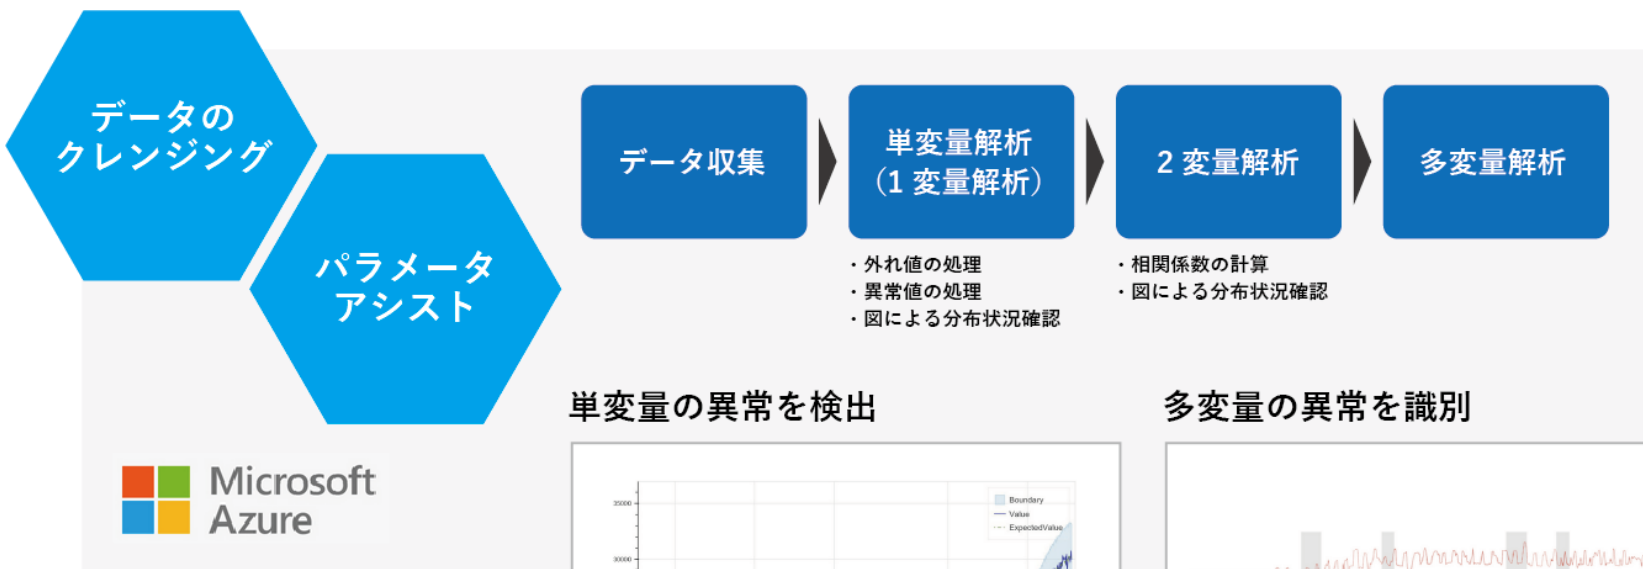 データの
クレンジング
パラメータ
アシスト
Microsoft
Azure
データ収集
単変量解析
（1 変量解析）
2 変量解析
多変量解析
・外れ値の処理
・異常値の処理
・図による分布状況確認
・相関係数の計算
・図による分布状況確認
単変量の異常を検出
35000
30000
Boundary
Value
ExpectedValue
多変量の異常を識別